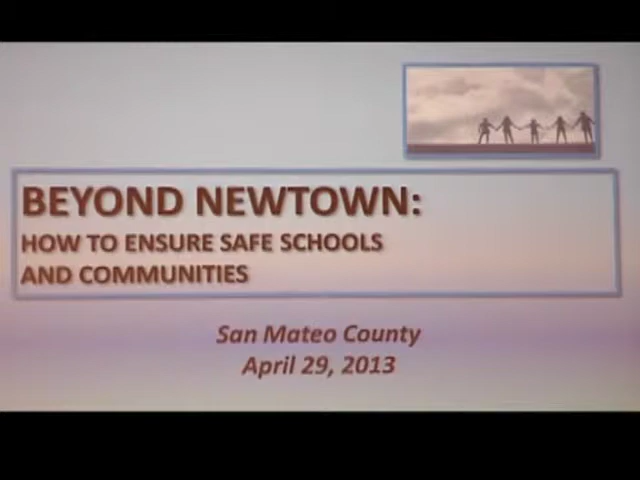 BEYOND NEWTOWN:
HOW TO ENSURE SAFE SCHOOLS
AND COMMUNITIES
San Mateo County
April 29, 2013